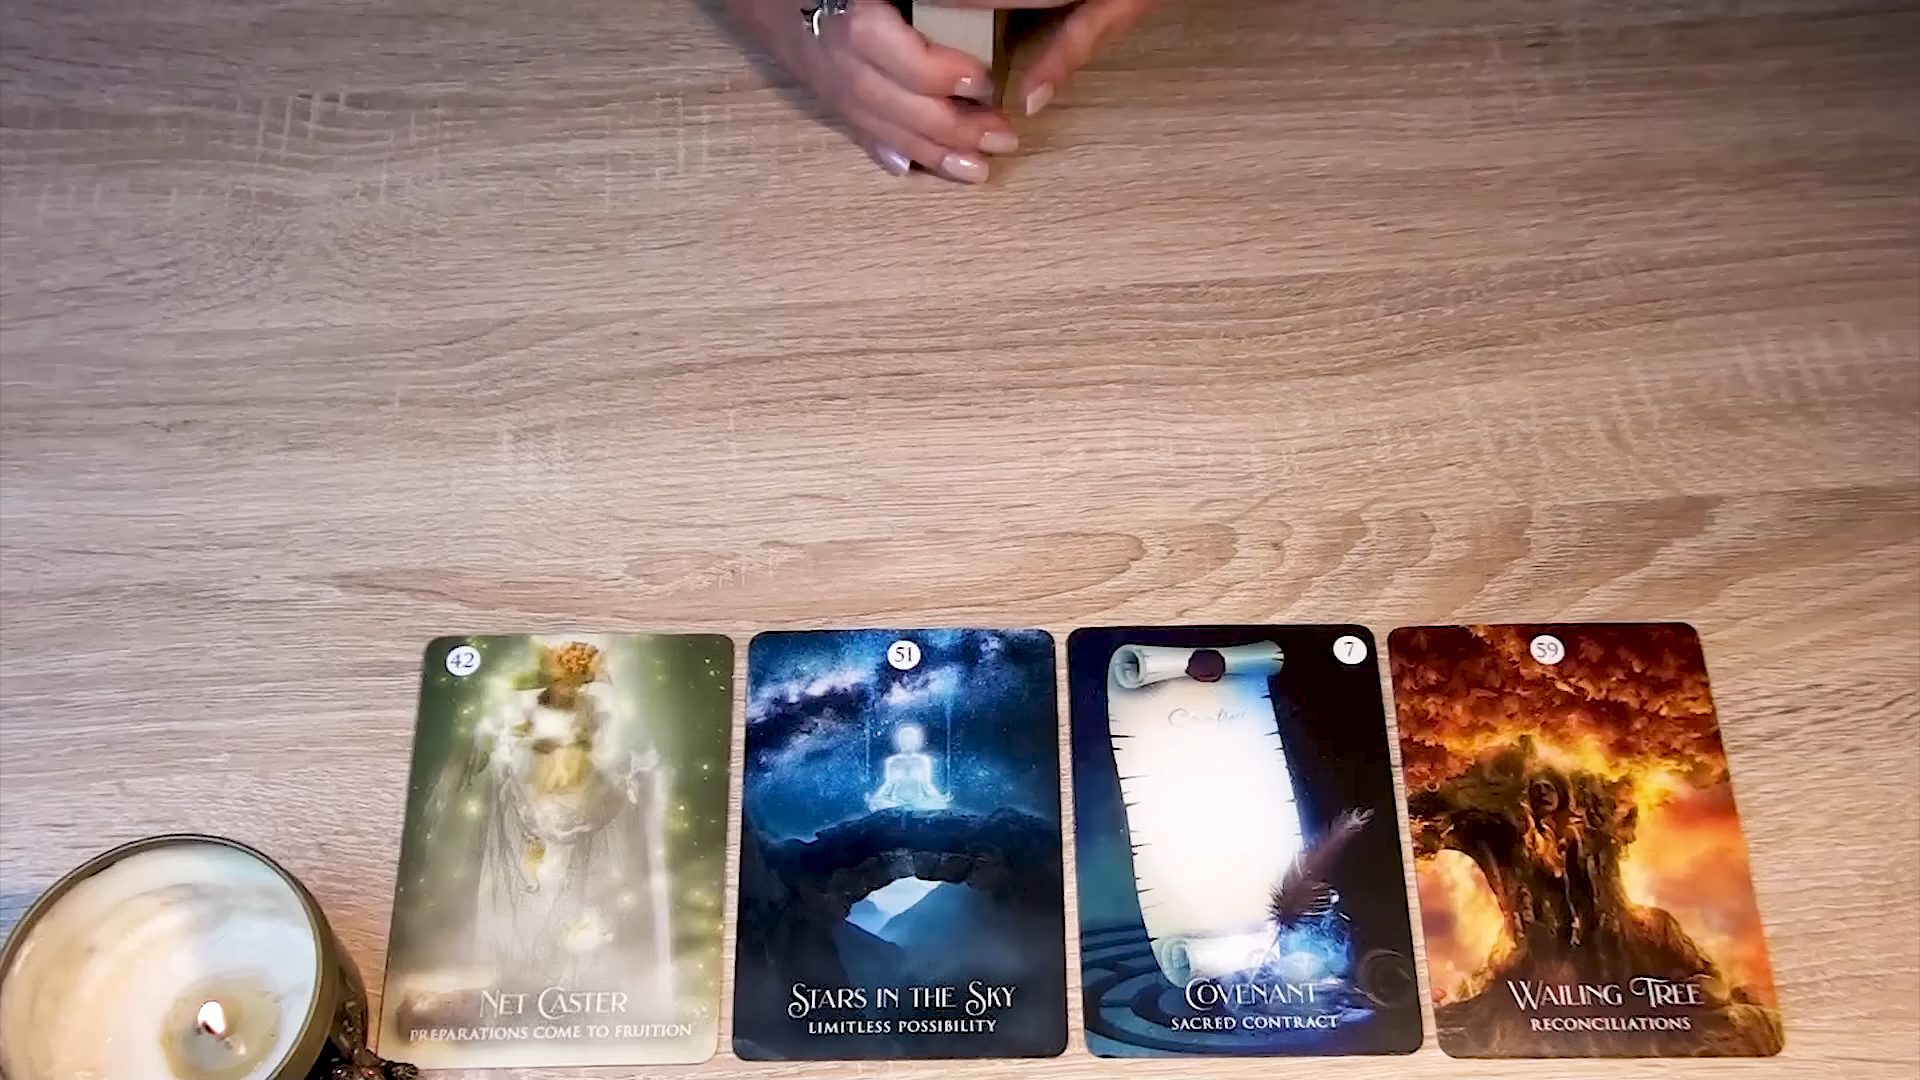 42
NET CASTER
PREPARATIONS COME TO FRUITION
51
STARS IN THE SKY
LIMITLESS POSSIBILITY
7
COVENANT
SACRED CONTRACT
59
WAILING TREE
RECONCILIATIONS